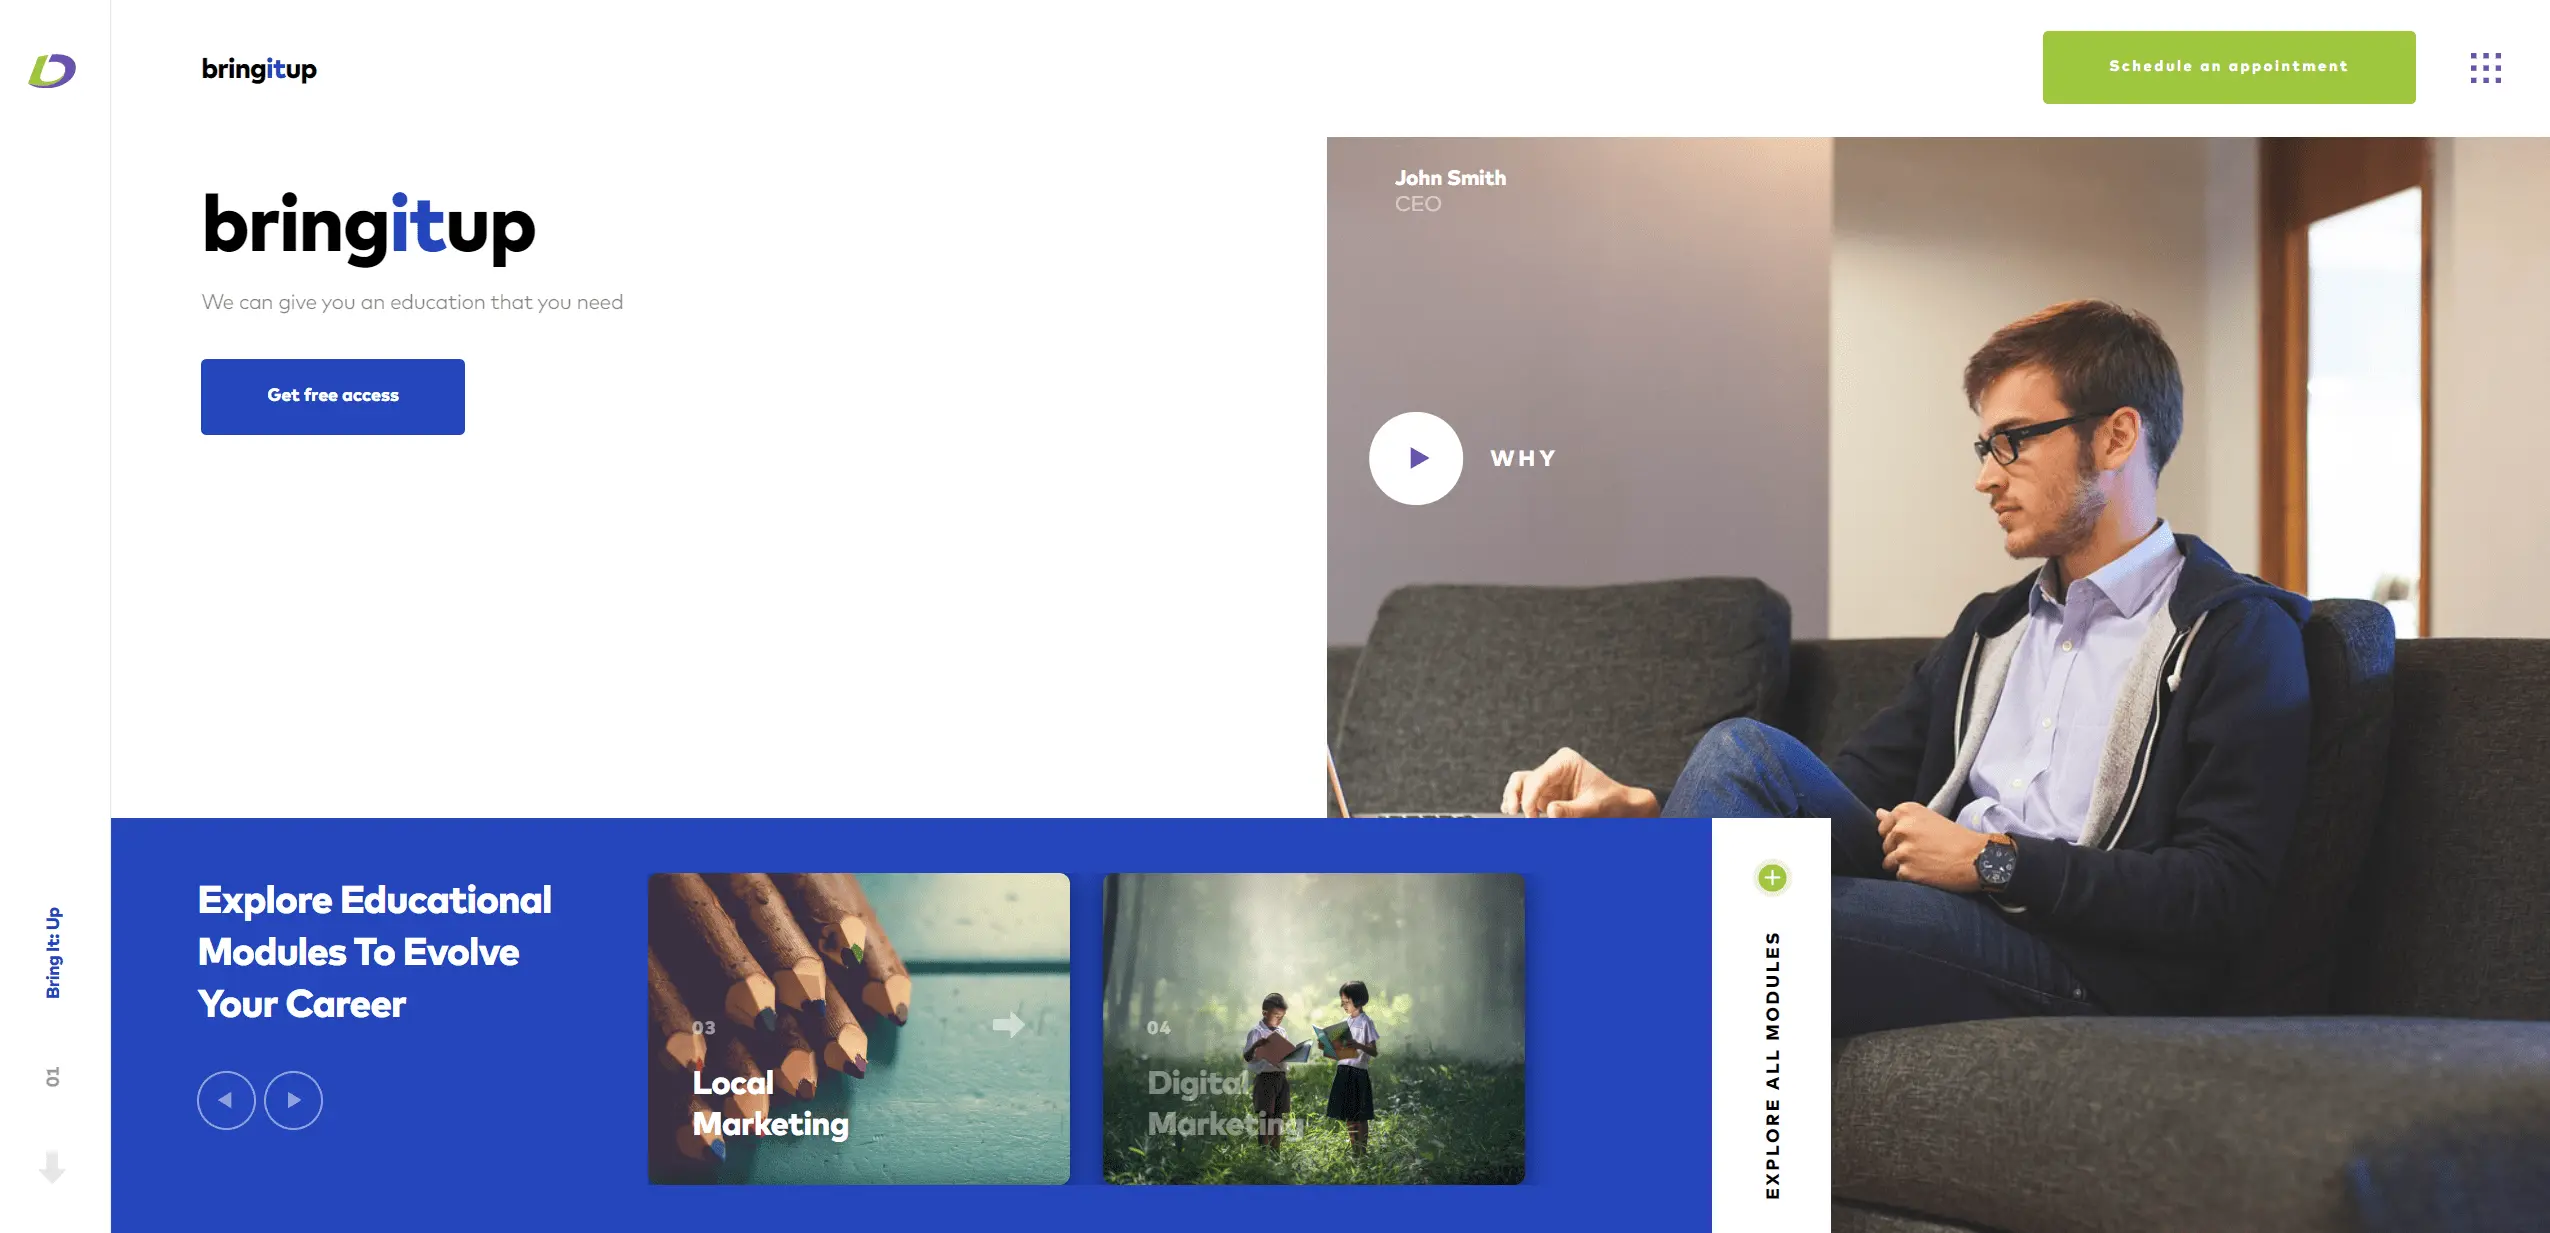 bringitup
Schedule an appointment
bringitup
We can give you an education that you need
Get free access
John Smith
CEO
WHY
Explore Educational
Modules To Evolve
Your Career
03
Local
Marketing
04
Digital
Marketing
EXPLORE ALL MODULES
Bring It: Up
01